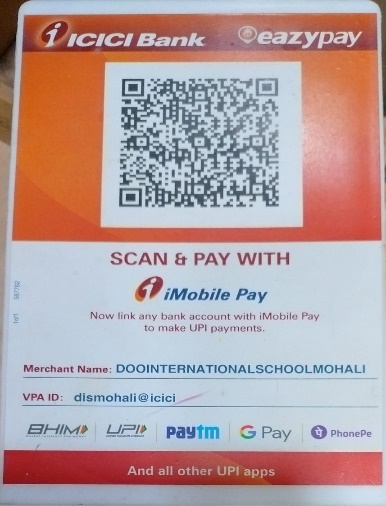 ICICI Bank eazypay
SCAN & PAY WITH
iMobile Pay
Now link any bank account with iMobile Pay
to make UPI payments.
Merchant Name: DOOINTERNATIONALSCHOOLMOHALI
VPA ID: dismohali@icici
BHIM UPI paytm G Pay PhonePe
And all other UPI apps